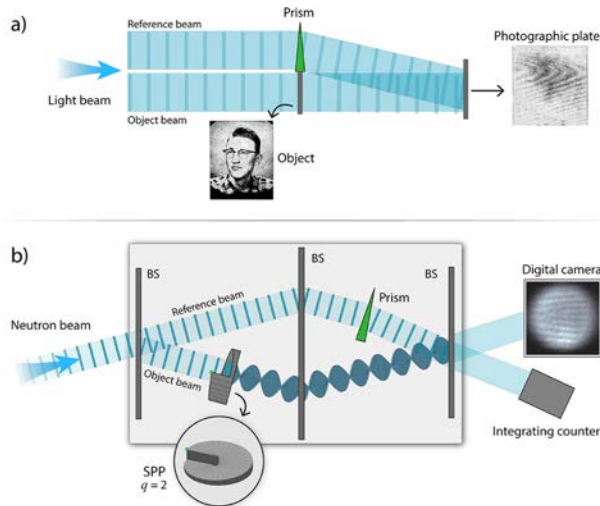 a)
Reference beam
Prism
Photographic plate
Light beam
Object beam
Object
b)
BS
BS
BS
Digital camera
Reference beam
Prism
Neutron beam
Object beam
Integrating counter
SPP
q = 2